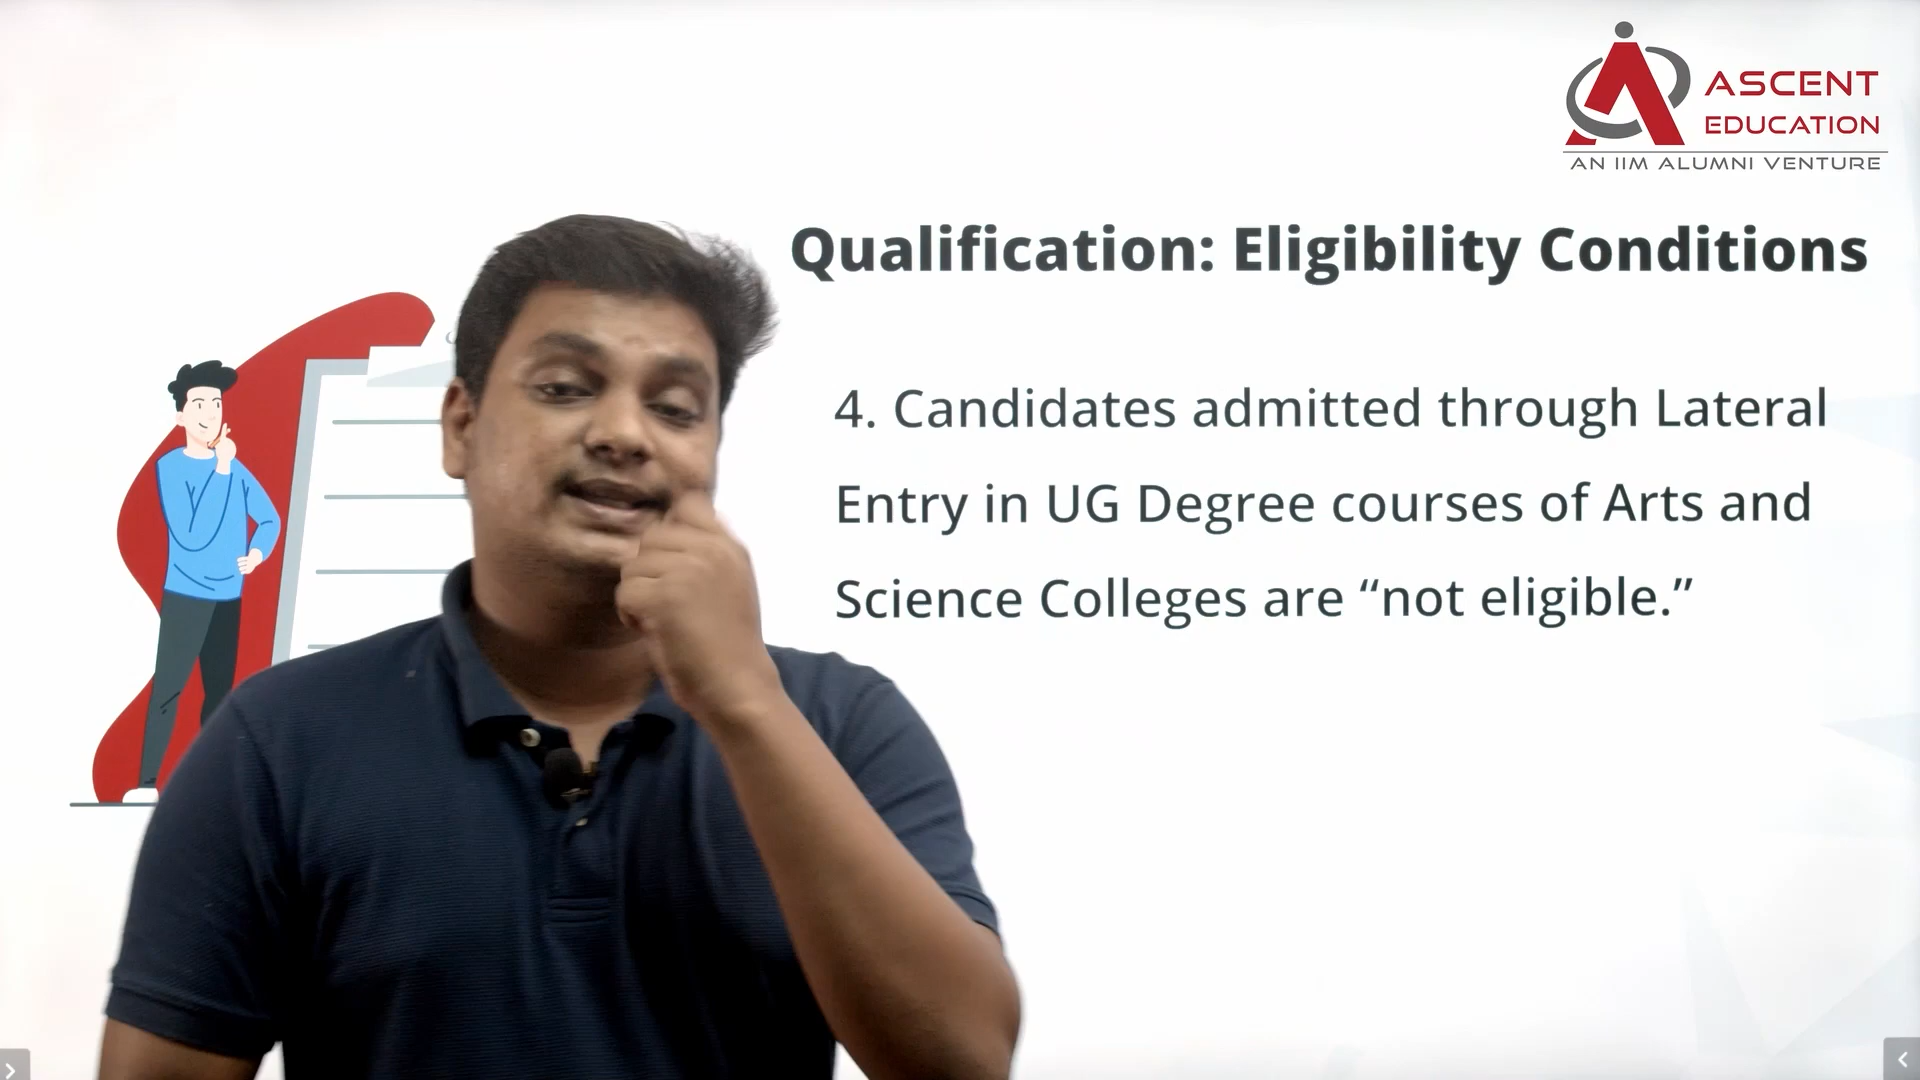 ASCENT
EDUCATION
AN IIM ALUMNI VENTURE
Qualification: Eligibility Conditions
4. Candidates admitted through Lateral
Entry in UG Degree courses of Arts and
Science Colleges are “not eligible.”